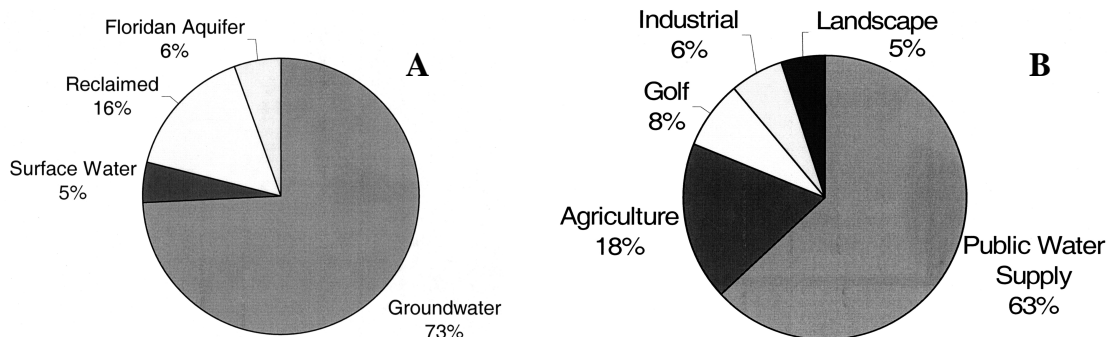 Floridan Aquifer
6%
A
Reclaimed
16%
Surface Water
5%
Groundwater
73%
Industrial
6%
Landscape
5%
B
Golf
8%
Agriculture
18%
Public Water
Supply
63%